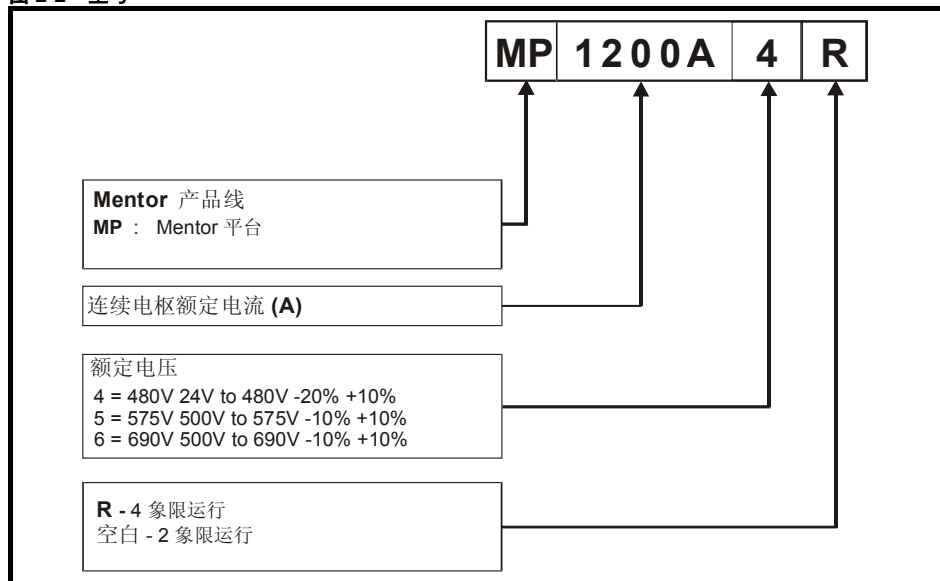 MP 1200A 4 R
Mentor 产品线
MP : Mentor 平台
连续电枢额定电流 (A)
额定电压
4 = 480V 24V to 480V -20% +10%
5 = 575V 500V to 575V -10% +10%
6 = 690V 500V to 690V -10% +10%
R - 4 象限运行
空白 - 2 象限运行